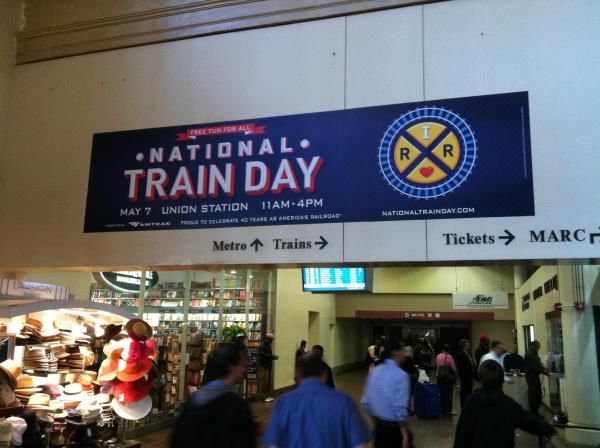 FREE FUN FOR ALL
• NATIONAL •
TRAIN DAY
MAY 7 UNION STATION 11AM-4PM
AMTRAK PROUD TO CELEBRATE 40 YEARS AS AMERICA'S RAILROAD
I
R R
NATIONALTRAINDAY.COM
Metro ↑ Trains →
Tickets → MARC
METRO